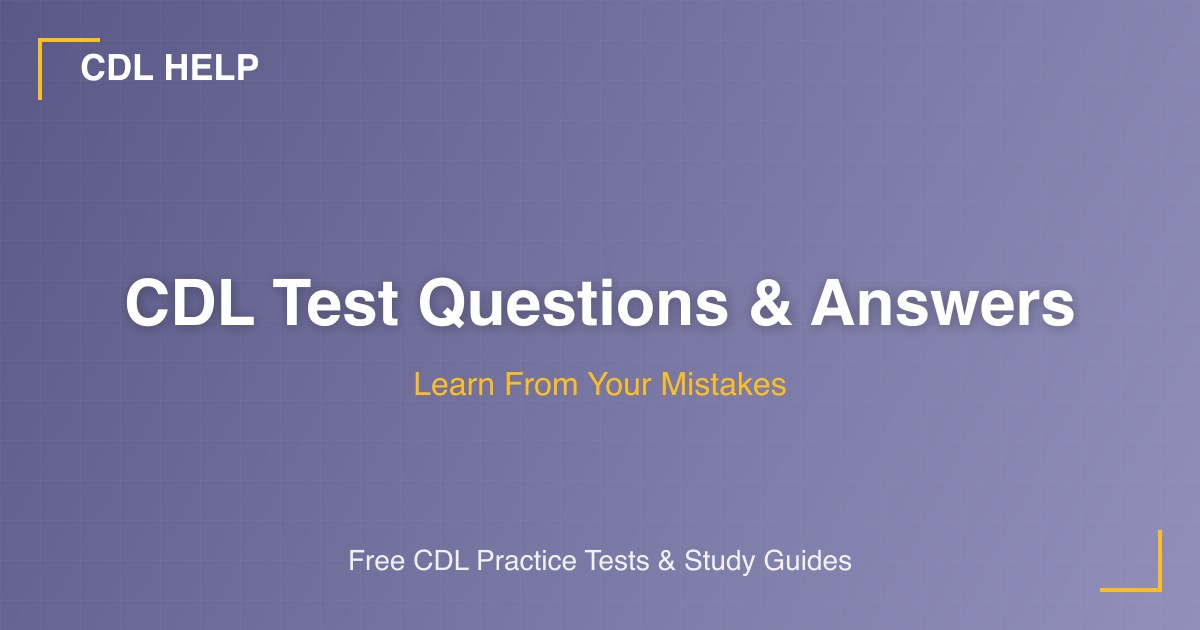 CDL HELP
CDL Test Questions & Answers
Learn From Your Mistakes
Free CDL Practice Tests & Study Guides